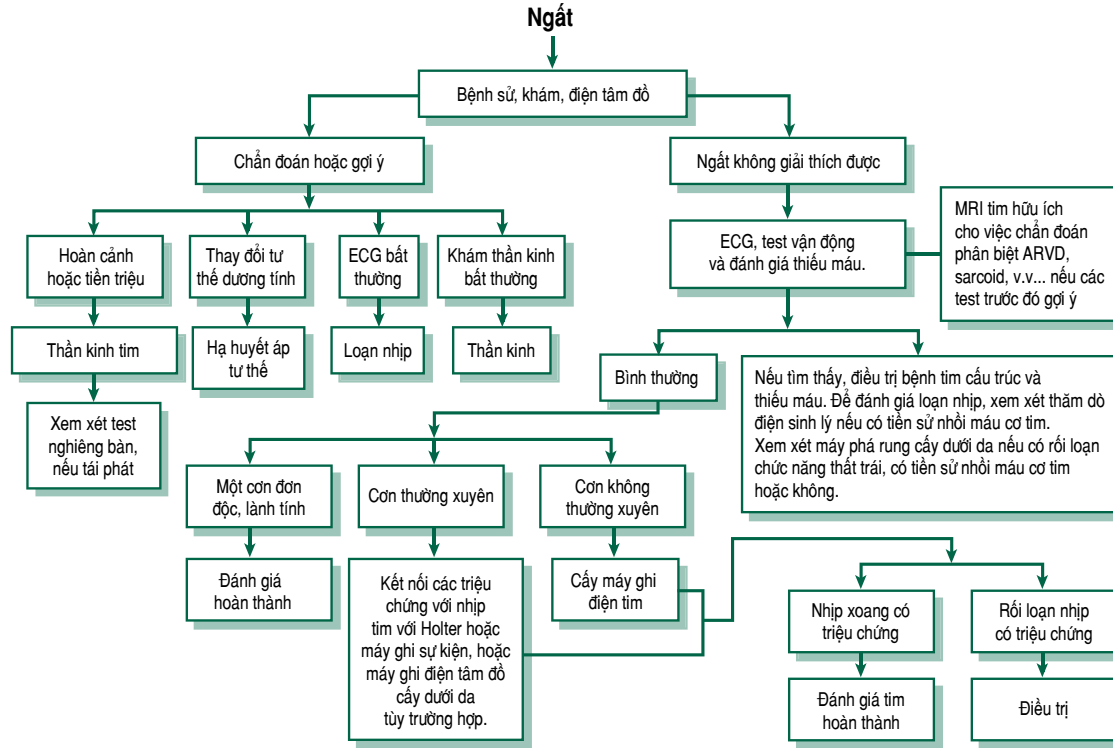 Ngất
Bệnh sử, khám, điện tâm đồ
Chẩn đoán hoặc gợi ý
Ngất không giải thích được
Hoàn cảnh
hoặc tiền triệu
Thay đổi tư
thế dương tính
ECG bất
thường
Khám thần kinh
bất thường
ECG, test vận động
và đánh giá thiếu máu.
MRI tim hữu ích
cho việc chẩn đoán
phân biệt ARVD,
sarcoid, v.v... nếu các
test trước đó gợi ý
Thần kinh tim
Hạ huyết áp
tư thế
Loạn nhịp
Thần kinh
Xem xét test
nghiêng bàn,
nếu tái phát
Bình thường
Nếu tìm thấy, điều trị bệnh tim cấu trúc và
thiếu máu. Để đánh giá loạn nhịp, xem xét thăm dò
điện sinh lý nếu có tiền sử nhồi máu cơ tim.
Xem xét máy phá rung cấy dưới da nếu có rối loạn
chức năng thất trái, có tiền sử nhồi máu cơ tim
hoặc không.
Một cơn đơn
độc, lành tính
Cơn thường xuyên
Cơn không
thường xuyên
Đánh giá
hoàn thành
Kết nối các triệu
chứng với nhịp
tim với Holter hoặc
máy ghi sự kiện, hoặc
máy ghi điện tâm đồ
cấy dưới da
tùy trường hợp.
Cấy máy ghi
điện tim
Nhịp xoang có
triệu chứng
Rối loạn nhịp
có triệu chứng
Đánh giá tim
hoàn thành
Điều trị